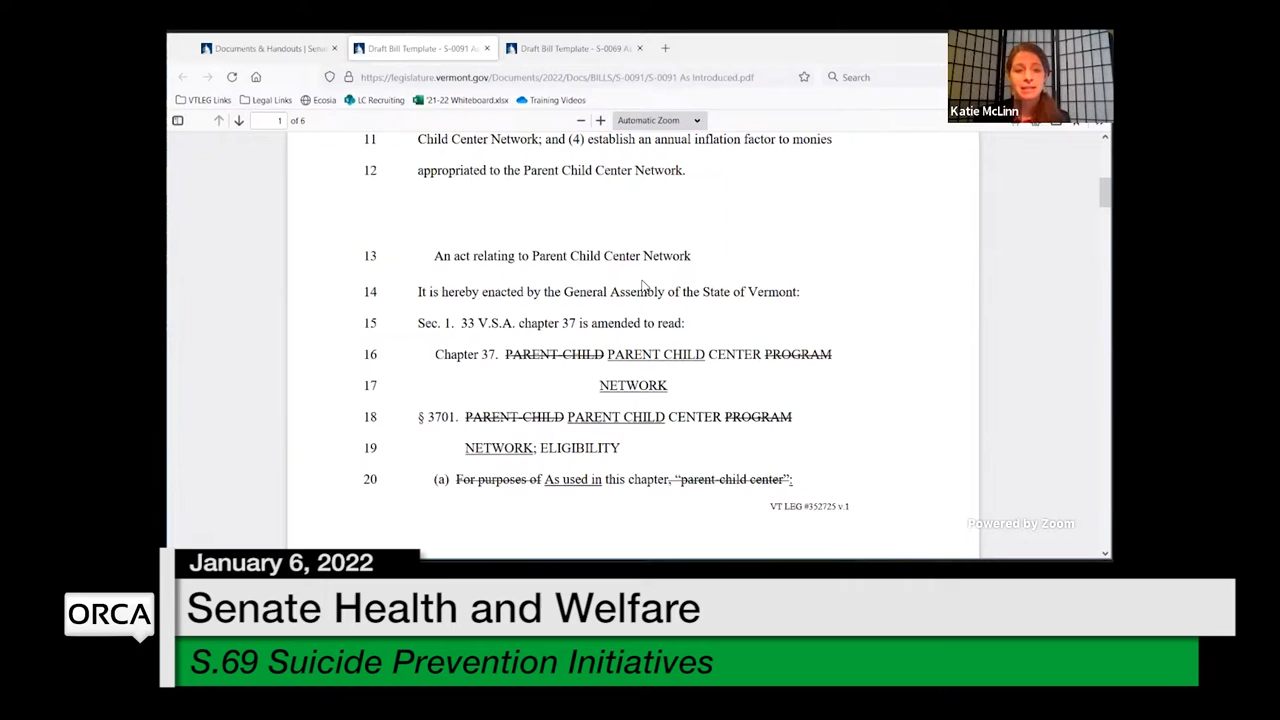 Documents & Handouts | Sena
Draft Bill Template - S-0091 As I
Draft Bill Template - S-0069 As
https://legislature.vermont.gov/Documents/2022/Docs/BILLS/S-0091/S-0091 As Introduced.pdf
Search
VTLEG Links Legal Links Ecosia LC Recruiting '21-22 Whiteboard.xlsx Training Videos
Katie McLinn
1 of 6 Automatic Zoom
11 Child Center Network; and (4) establish an annual inflation factor to monies
12 appropriated to the Parent Child Center Network.
13 An act relating to Parent Child Center Network
14 It is hereby enacted by the General Assembly of the State of Vermont:
15 Sec. 1. 33 V.S.A. chapter 37 is amended to read:
16 Chapter 37. PARENT-CHILD PARENT CHILD CENTER PROGRAM
17 NETWORK
18 § 3701. PARENT-CHILD PARENT CHILD CENTER PROGRAM
19 NETWORK; ELIGIBILITY
20 (a) For purposes of As used in this chapter, “parent-child center”:
VT LEG #352725 v.1
Powered by Zoom
January 6, 2022
ORCA
Senate Health and Welfare
S.69 Suicide Prevention Initiatives